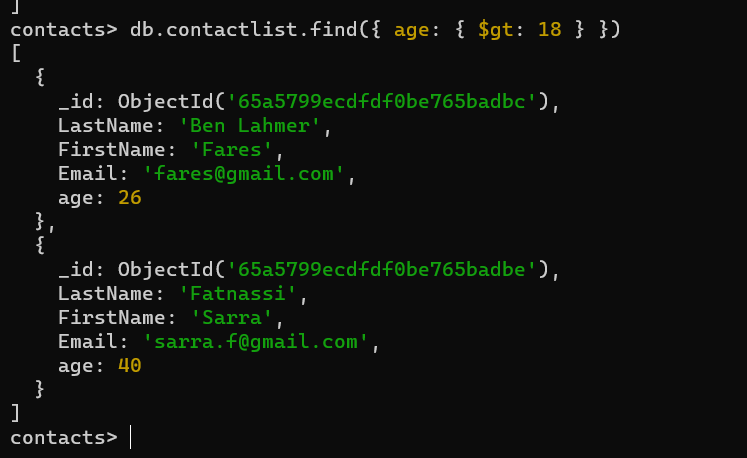 ]
contacts> db.contactlist.find({ age: { $gt: 18 } })
[
  {
    _id: ObjectId('65a5799ecdfdf0be765badbc'),
    LastName: 'Ben Lahmer',
    FirstName: 'Fares',
    Email: 'fares@gmail.com',
    age: 26
  },
  {
    _id: ObjectId('65a5799ecdfdf0be765badbe'),
    LastName: 'Fatnassi',
    FirstName: 'Sarra',
    Email: 'sarra.f@gmail.com',
    age: 40
  }
]
contacts>